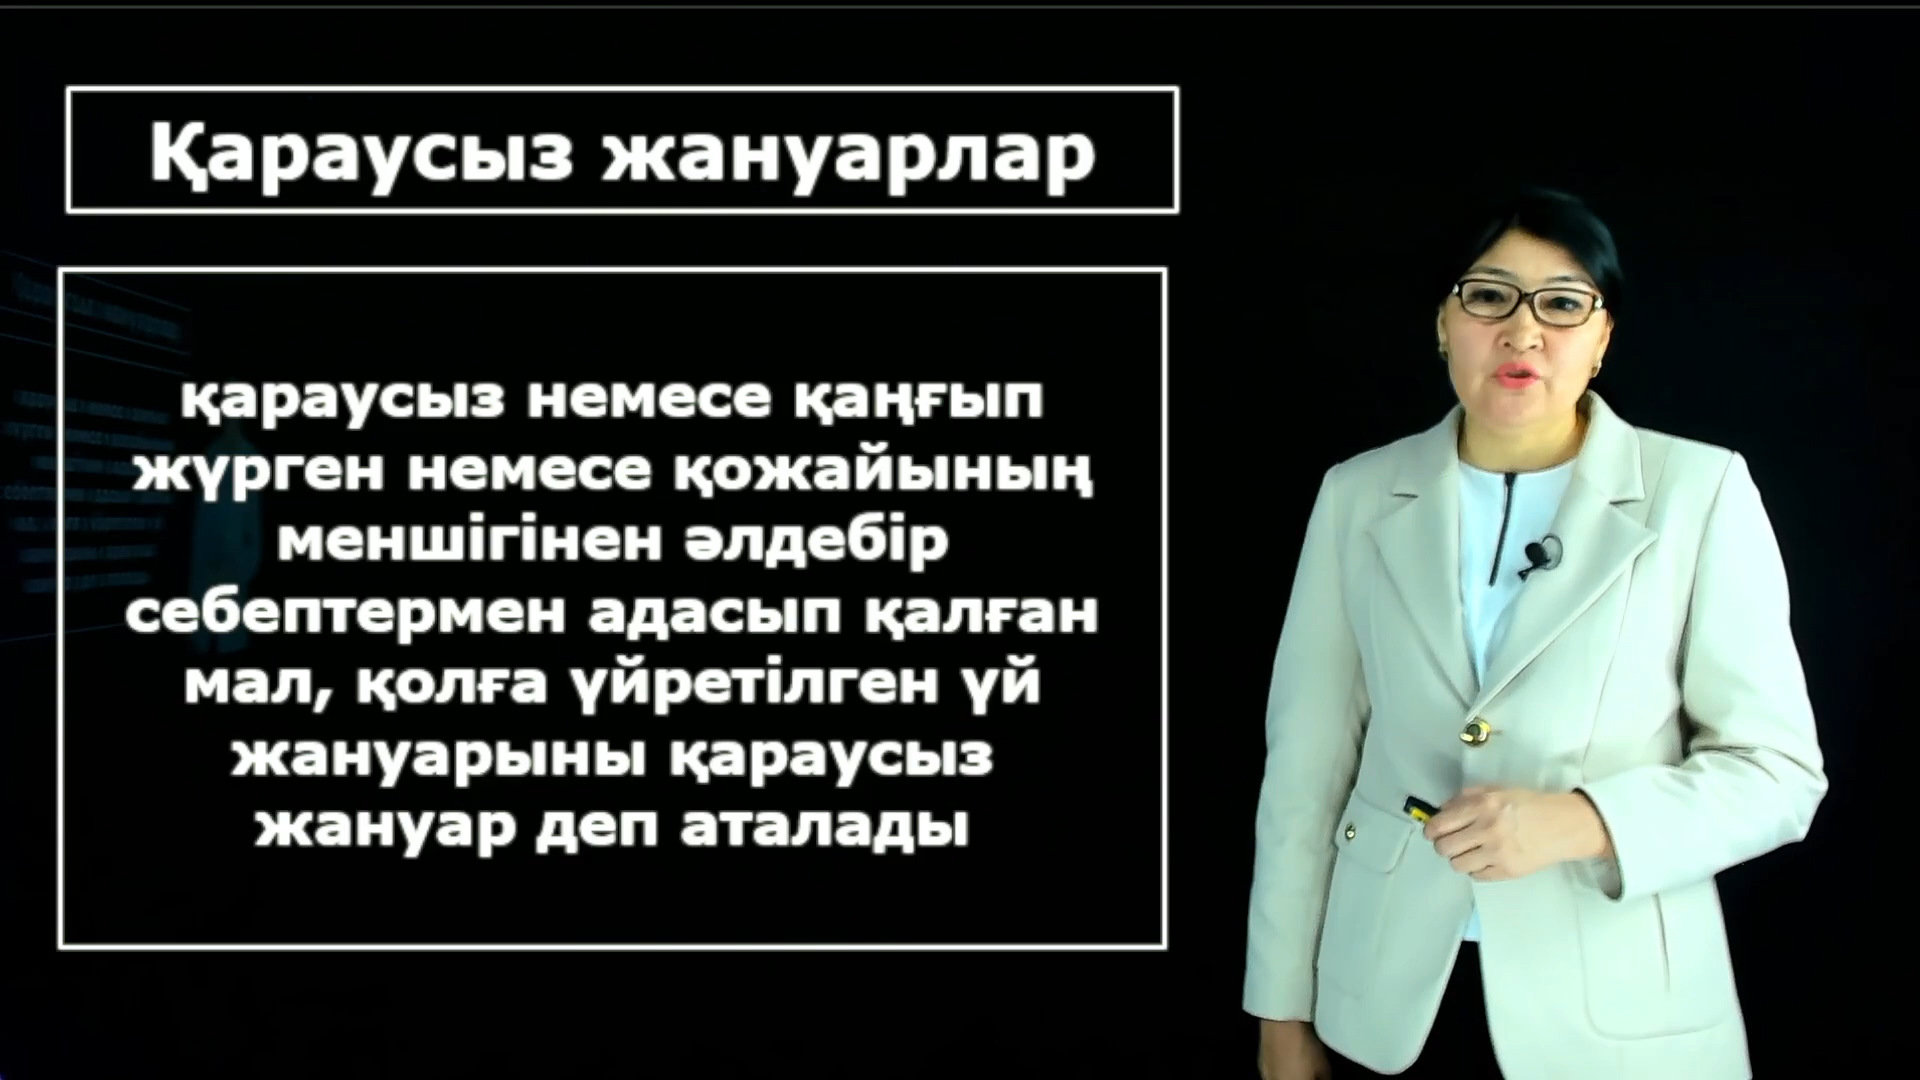 Қараусыз жануарлар
қараусыз немесе қаңғып
жүрген немесе қожайының
меншігінен әлдебір
себептермен адасып қалған
мал, қолға үйретілген үй
жануарыны қараусыз
жануар деп аталады